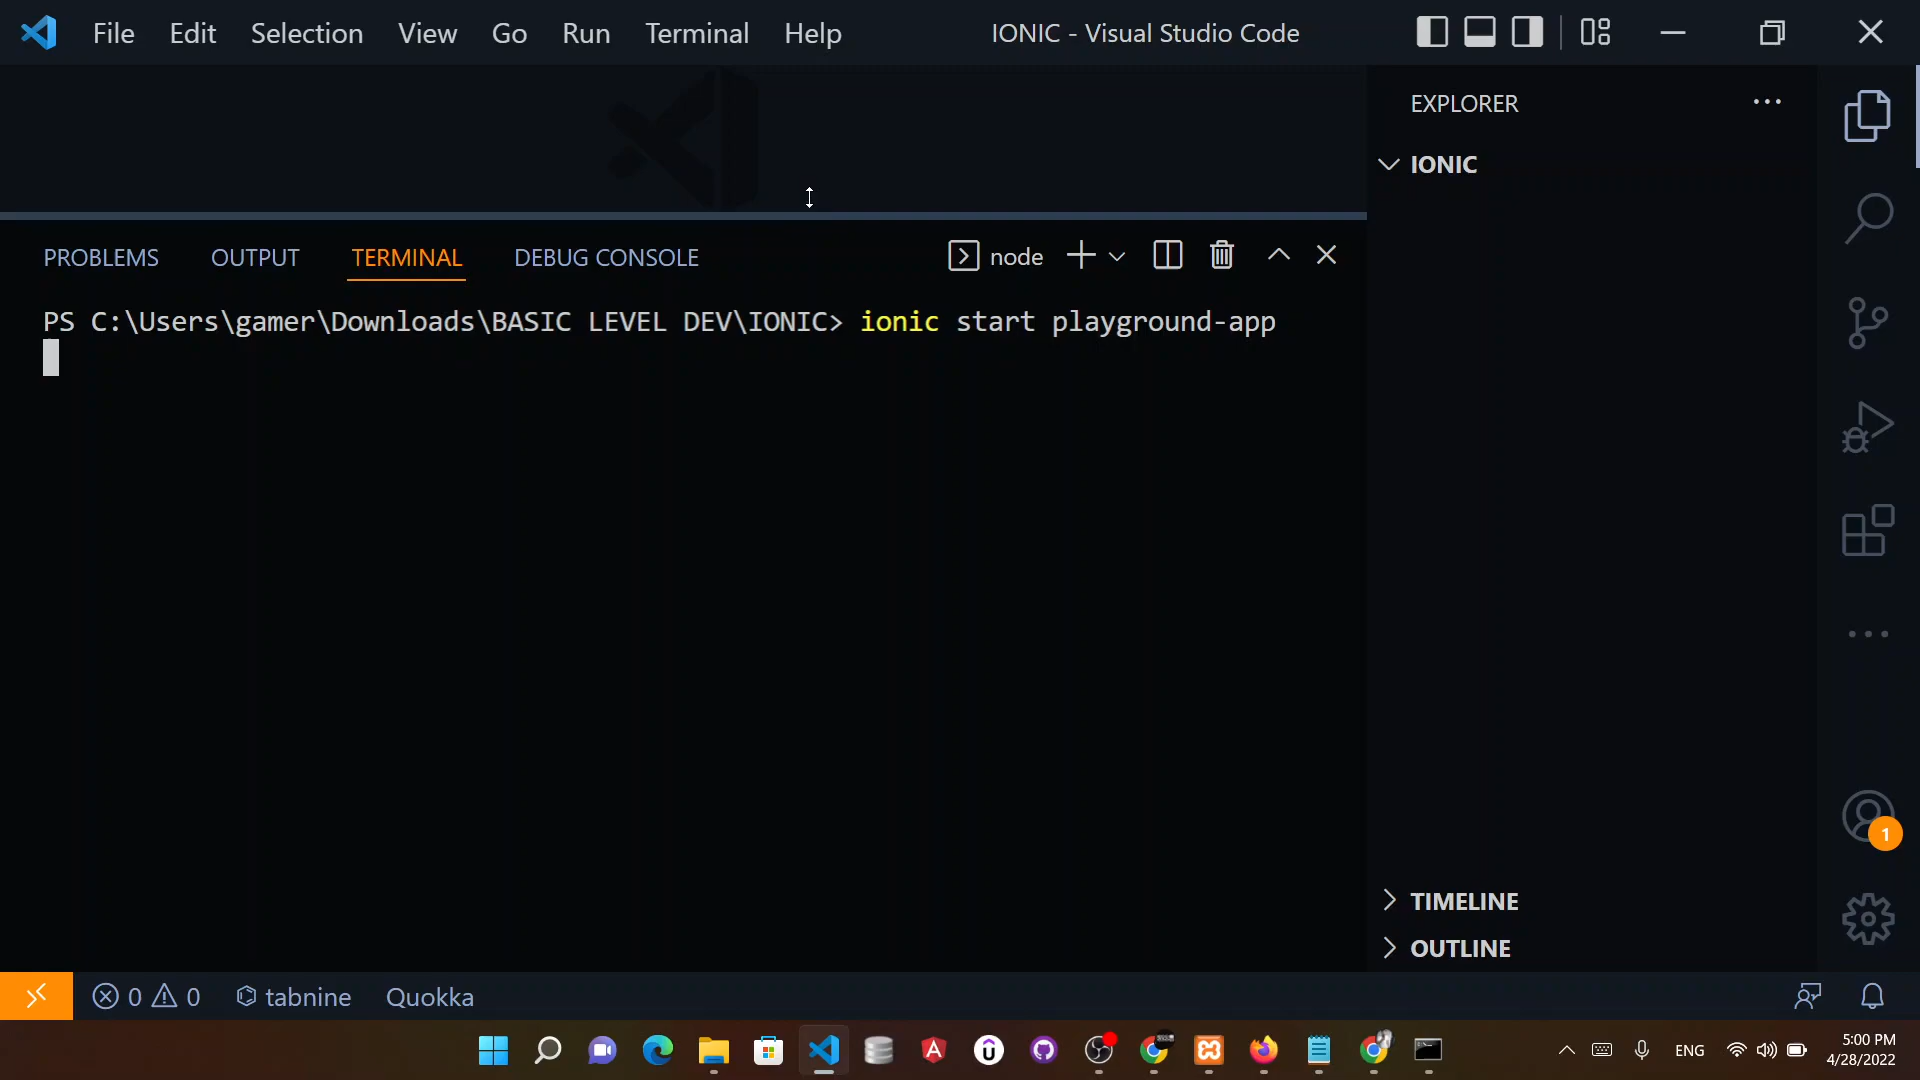 File Edit Selection View Go Run Terminal Help IONIC - Visual Studio Code
EXPLORER
IONIC
PROBLEMS OUTPUT TERMINAL DEBUG CONSOLE node
PS C:\Users\gamer\Downloads\BASIC LEVEL DEV\IONIC> ionic start playground-app
1
TIMELINE
OUTLINE
0 0 tabnine Quokka
ENG
5:00 PM
4/28/2022